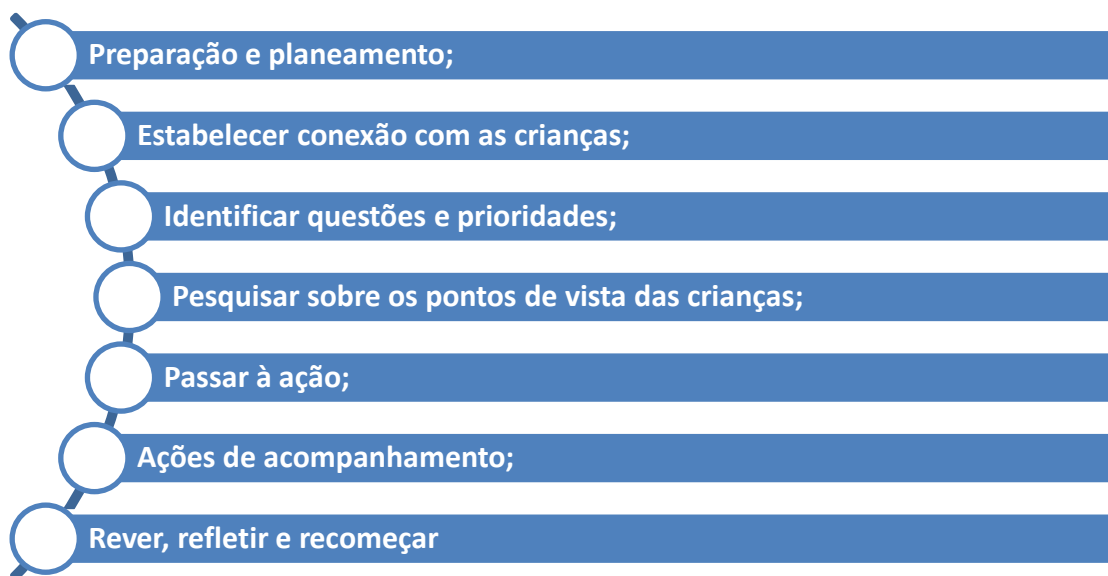 Preparação e planeamento;
Estabelecer conexão com as crianças;
Identificar questões e prioridades;
Pesquisar sobre os pontos de vista das crianças;
Passar à ação;
Ações de acompanhamento;
Rever, refletir e recomeçar